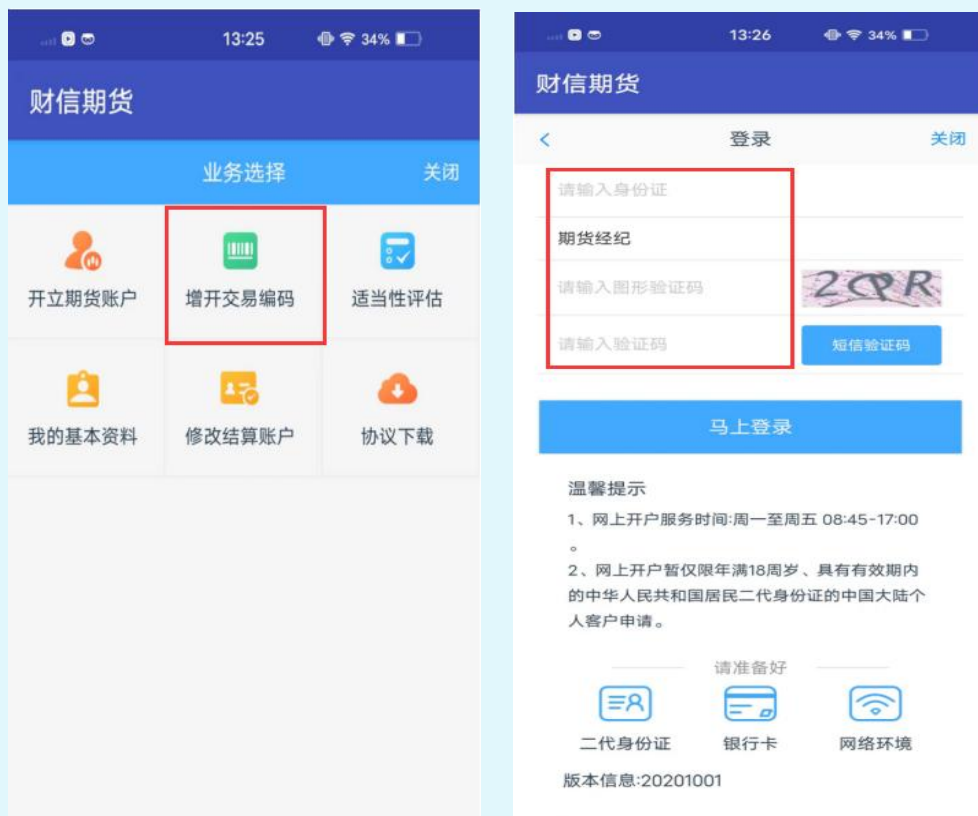 13:25
34%
财信期货
业务选择
关闭
开立期货账户
增开交易编码
适当性评估
我的基本资料
修改结算账户
协议下载
13:26
34%
财信期货
登录
关闭
请输入身份证
期货经纪
请输入图形验证码
请输入验证码
短信验证码
马上登录
温馨提示
1、网上开户服务时间:周一至周五 08:45-17:00
。
2、网上开户暂仅限年满18周岁、具有有效期内
的中华人民共和国居民二代身份证的中国大陆个
人客户申请。
请准备好
二代身份证
银行卡
网络环境
版本信息:20201001